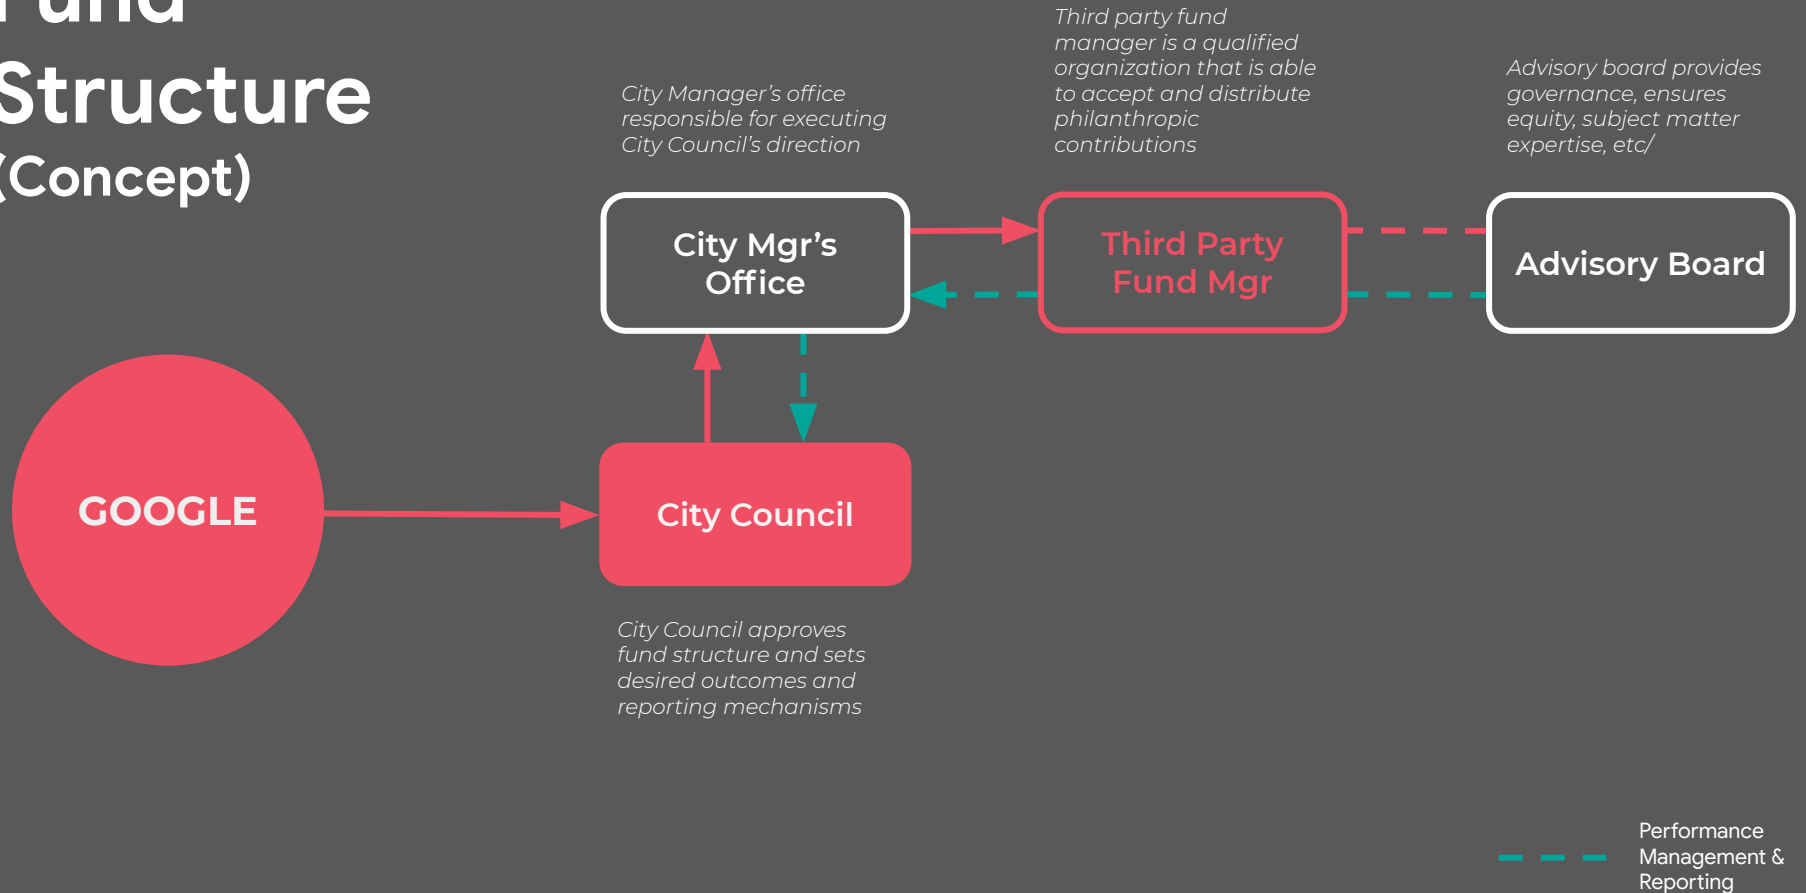 Fund
Structure
(Concept)
City Manager’s office
responsible for executing
City Council’s direction
Third party fund
manager is a qualified
organization that is able
to accept and distribute
philanthropic
contributions
Advisory board provides
governance, ensures
equity, subject matter
expertise, etc/
City Mgr’s
Office
Third Party
Fund Mgr
Advisory Board
GOOGLE
City Council
City Council approves
fund structure and sets
desired outcomes and
reporting mechanisms
Performance
Management &
Reporting